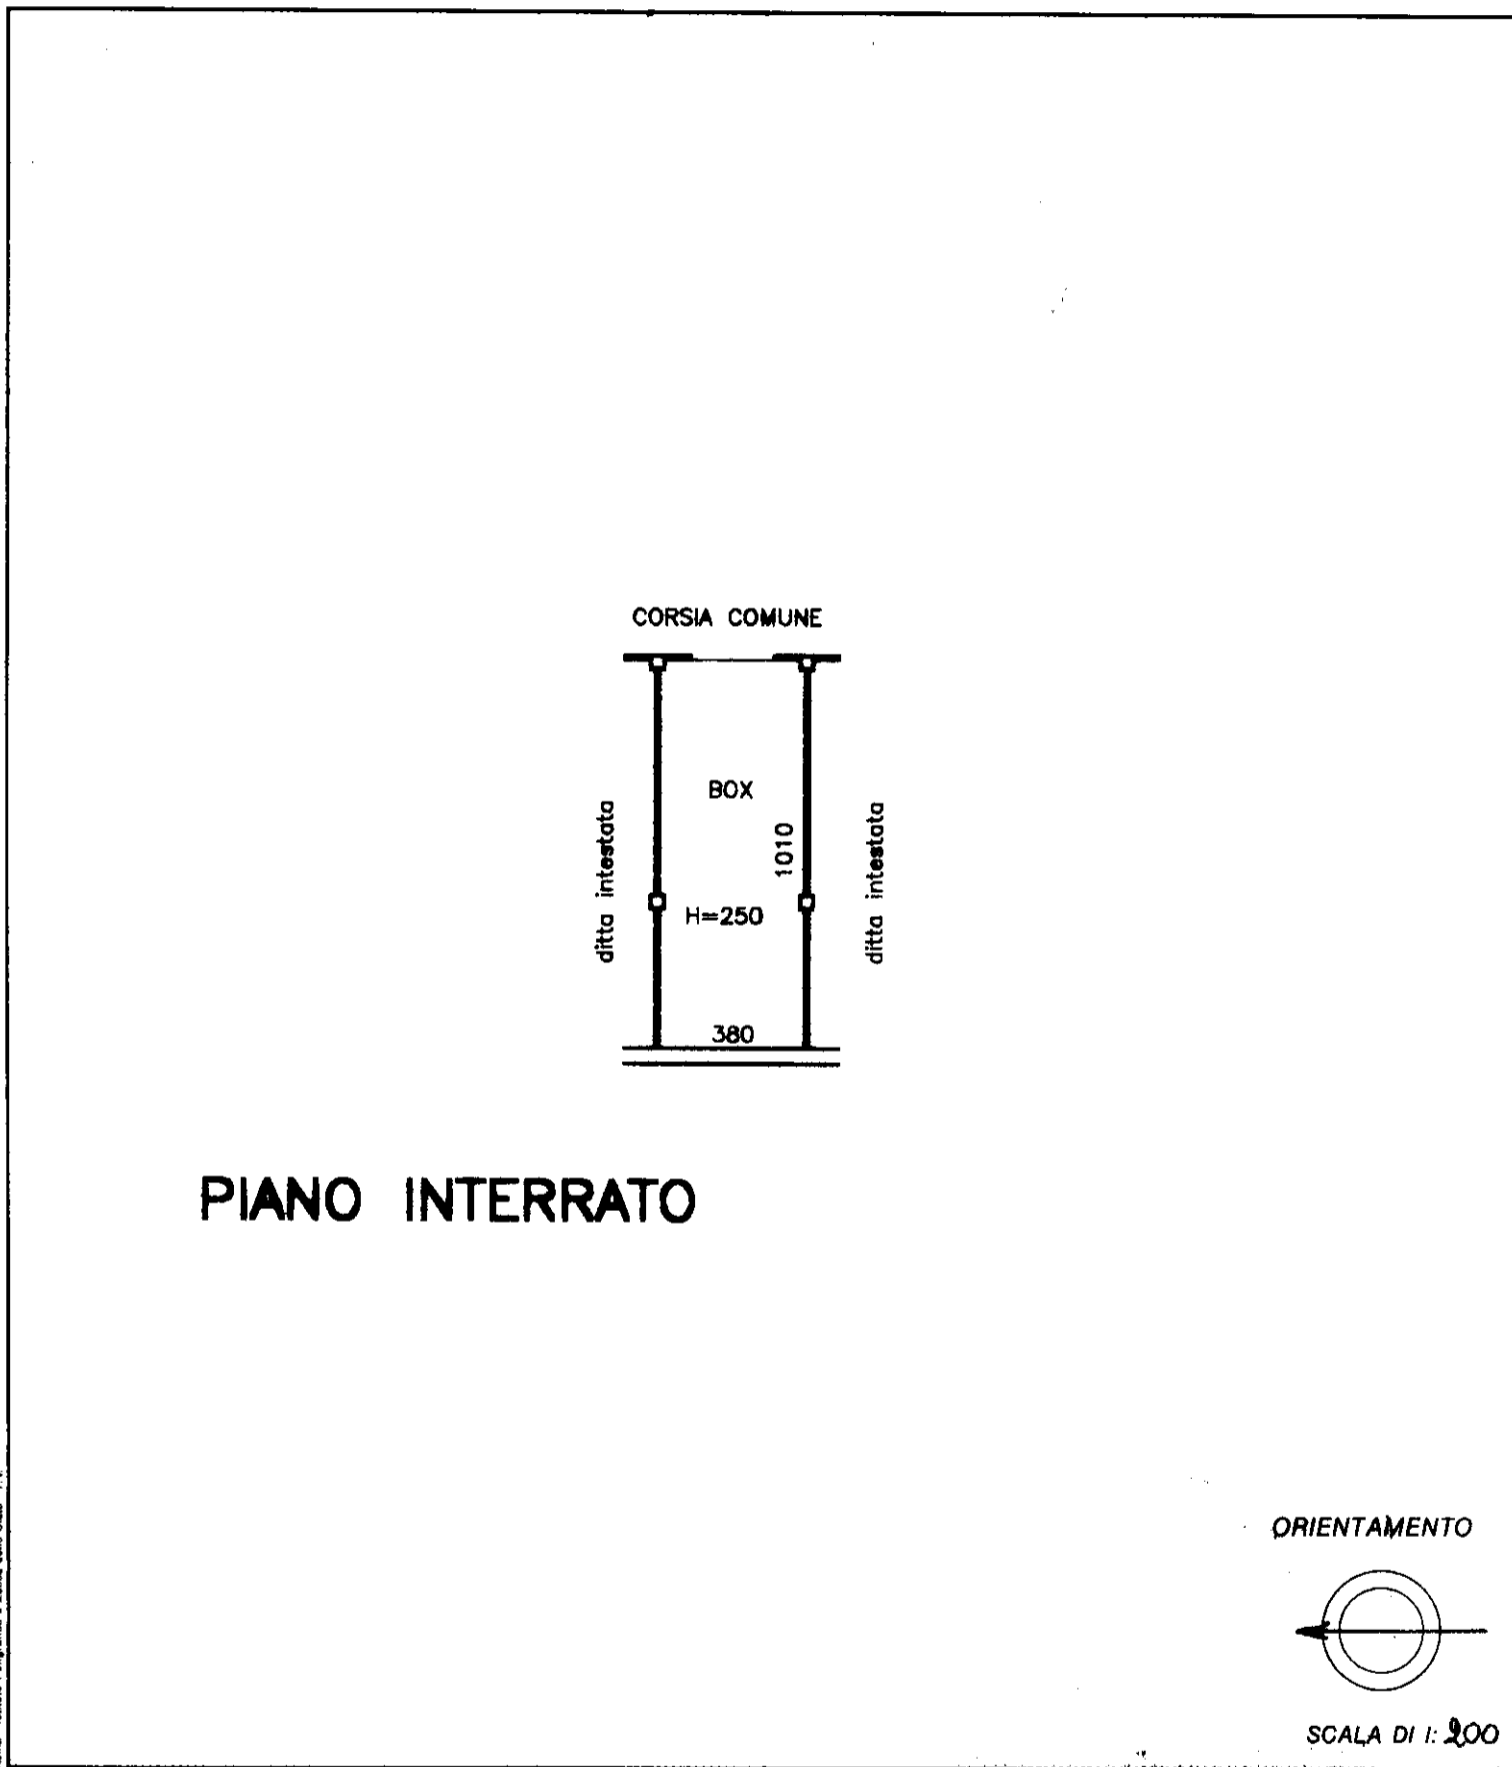 CORSIA COMUNE
BOX
ditta intestata
1010
ditta intestata
H=250
380
PIANO INTERRATO
ORIENTAMENTO
SCALA DI 1: 200